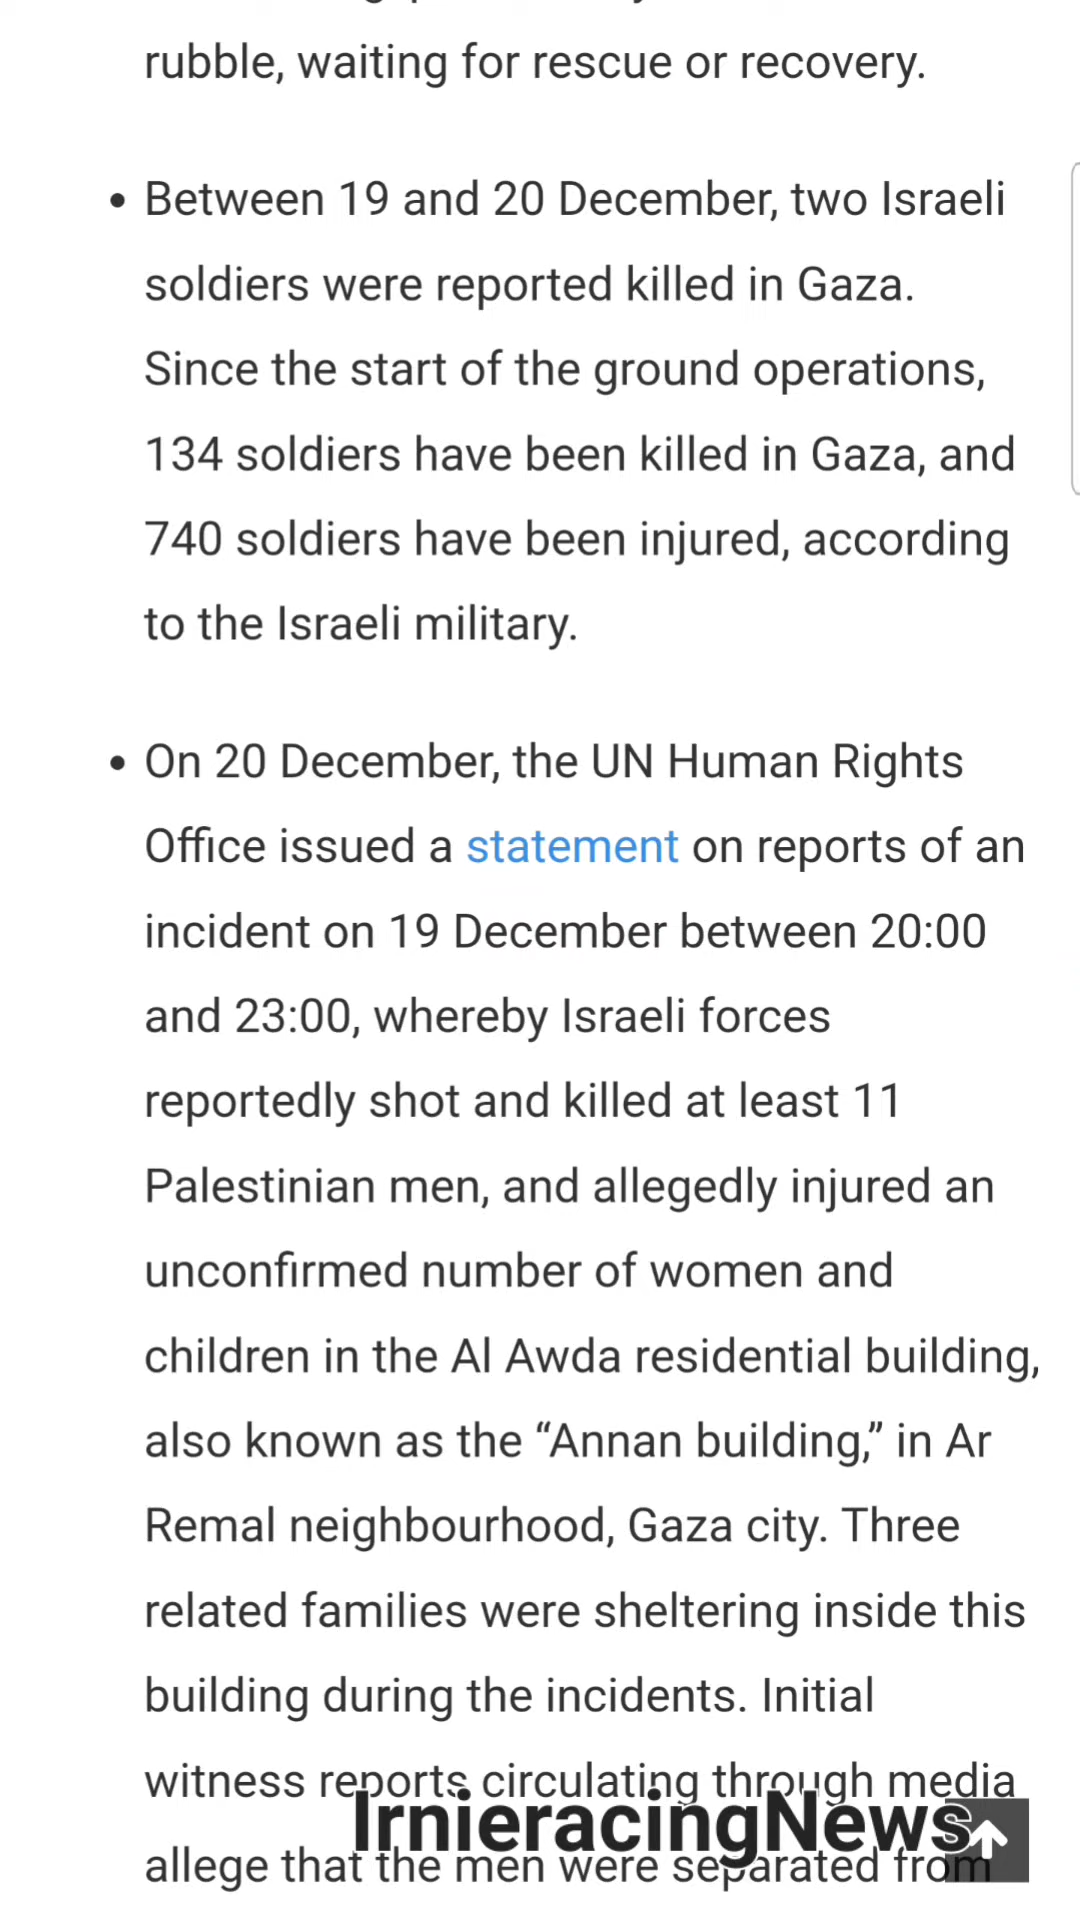 rubble, waiting for rescue or recovery.
• Between 19 and 20 December, two Israeli
soldiers were reported killed in Gaza.
Since the start of the ground operations,
134 soldiers have been killed in Gaza, and
740 soldiers have been injured, according
to the Israeli military.
• On 20 December, the UN Human Rights
Office issued a statement on reports of an
incident on 19 December between 20:00
and 23:00, whereby Israeli forces
reportedly shot and killed at least 11
Palestinian men, and allegedly injured an
unconfirmed number of women and
children in the Al Awda residential building,
also known as the “Annan building,” in Ar
Remal neighbourhood, Gaza city. Three
related families were sheltering inside this
building during the incidents. Initial
witness reports circulating through media
IrnieracingNews
allege that the men were separated from